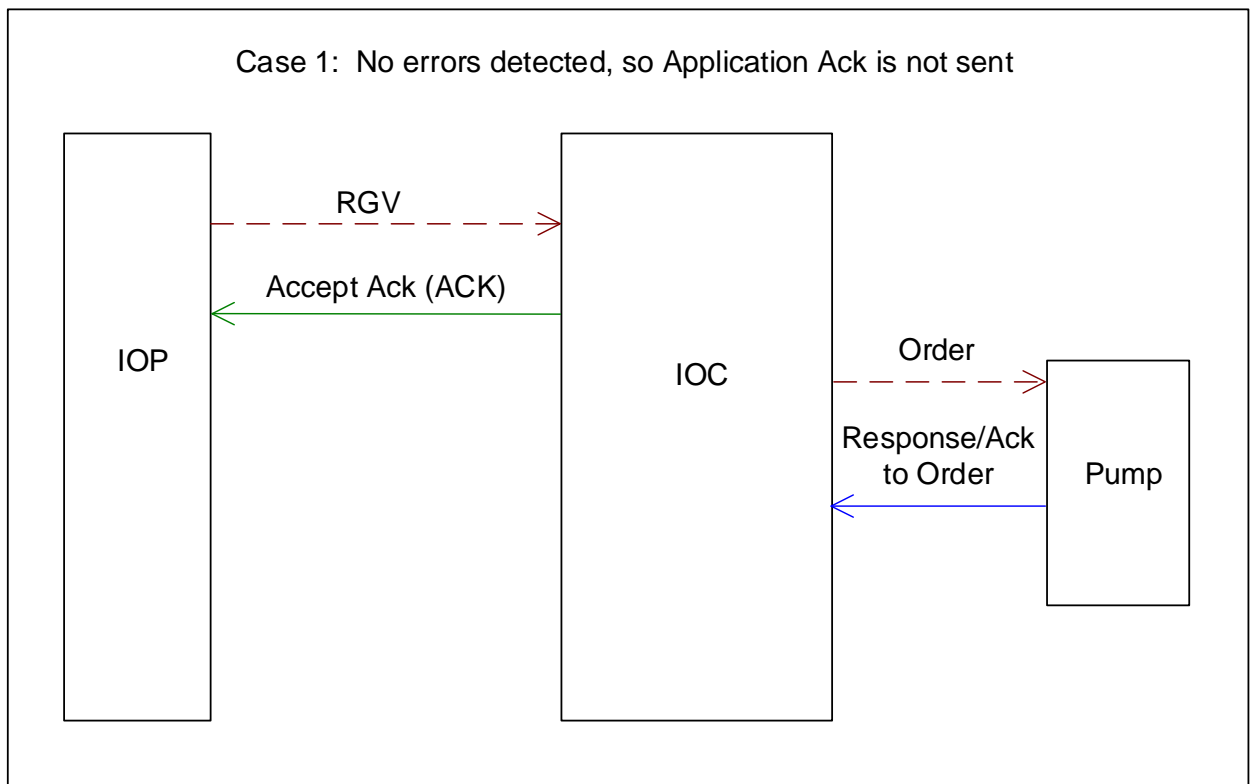 Case 1:  No errors detected, so Application Ack is not sent
RGV
Accept Ack (ACK)
IOP
IOC
Order
Response/Ack
to Order
Pump